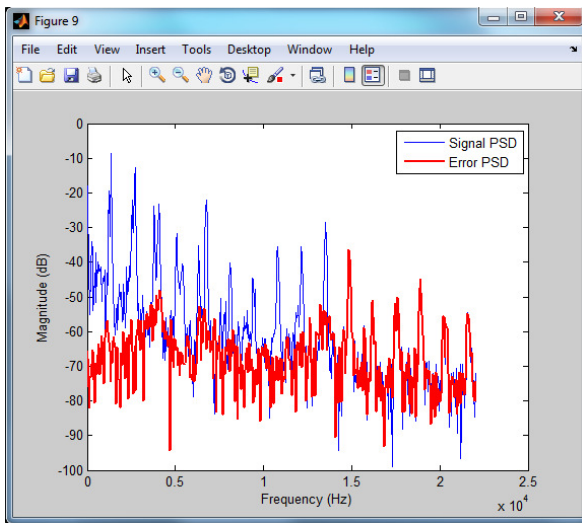 Figure 9
File Edit View Insert Tools Desktop Window Help
Signal PSD
Error PSD
Magnitude (dB)
0
-10
-20
-30
-40
-50
-60
-70
-80
-90
-100
0 0.5 1 1.5 2 2.5
Frequency (Hz)
x 10^4